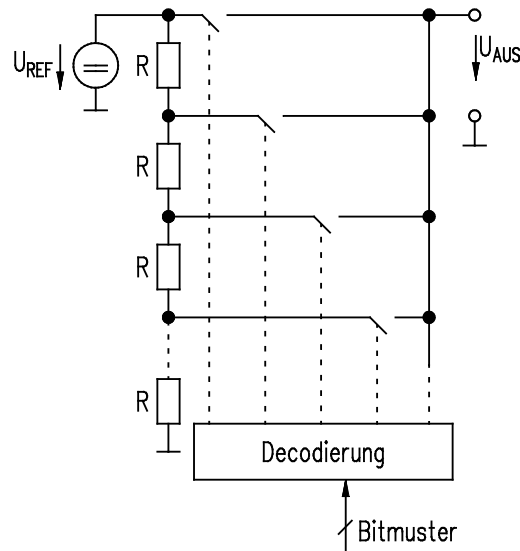 U_AUS
U_REF
R
R
R
R
Decodierung
Bitmuster